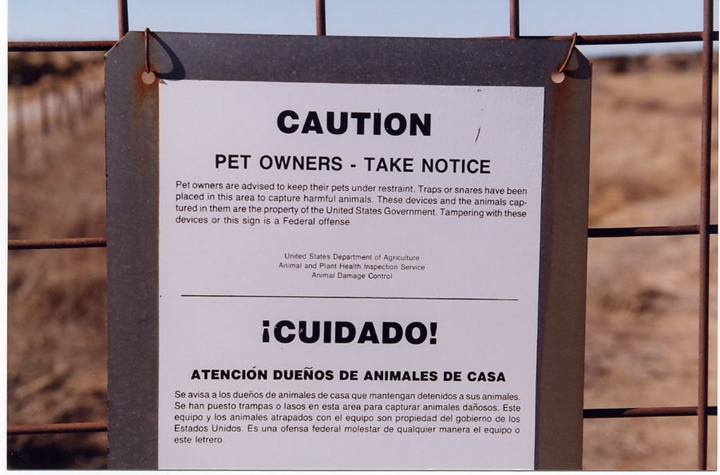 CAUTION
PET OWNERS - TAKE NOTICE
Pet owners are advised to keep their pets under restraint. Traps or snares have been
placed in this area to capture harmful animals. These devices and the animals cap-
tured in them are the property of the United States Government. Tampering with these
devices or this sign is a Federal offense.
United States Department of Agriculture
Animal and Plant Health Inspection Service
Animal Damage Control
¡CUIDADO!
ATENCIÓN DUEÑOS DE ANIMALES DE CASA
Se avisa a los dueños de animales de casa que mantengan detenidos a sus animales.
Se han puesto trampas o lasos en esta area para capturar animales dañosos. Este
equipo y los animales atrapados con el equipo son propiedad del gobierno de los
Estados Unidos. Es una ofensa federal molestar de qualquier manera el equipo o
este letrero.